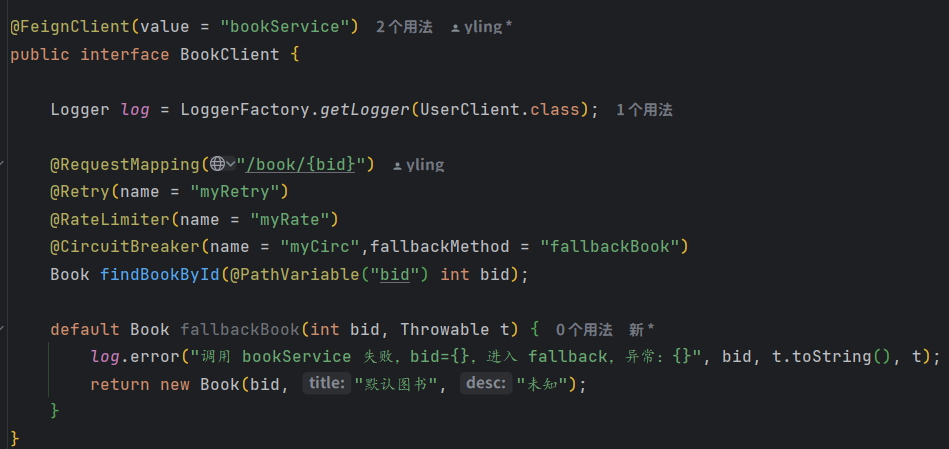 @FeignClient(value = "bookService")  2个用法  yling *
public interface BookClient {
Logger log = LoggerFactory.getLogger(UserClient.class);  1个用法
@RequestMapping("/book/{bid}")  yling
@Retry(name = "myRetry")
@RateLimiter(name = "myRate")
@CircuitBreaker(name = "myCirc",fallbackMethod = "fallbackBook")
Book findBookById(@PathVariable("bid") int bid);
default Book fallbackBook(int bid, Throwable t) {  0个用法  新 *
log.error("调用 bookService 失败，bid={}，进入 fallback，异常：{}", bid, t.toString(), t);
return new Book(bid, title: "默认图书", desc: "未知");
}
}